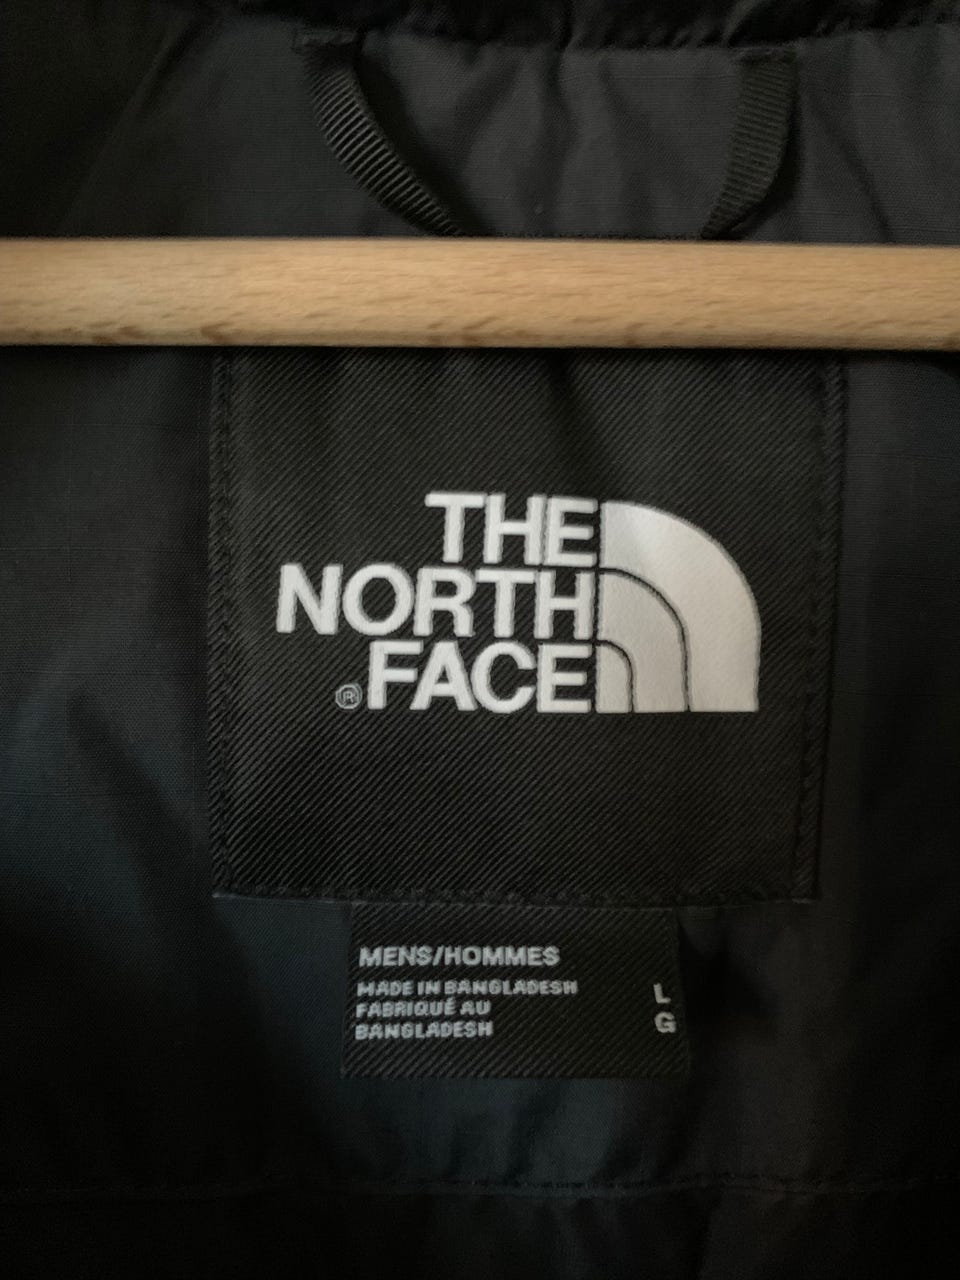 THE
NORTH
FACE
®
MENS/HOMMES
MADE IN BANGLADESH
FABRIQUÉ AU
BANGLADESH
L
G